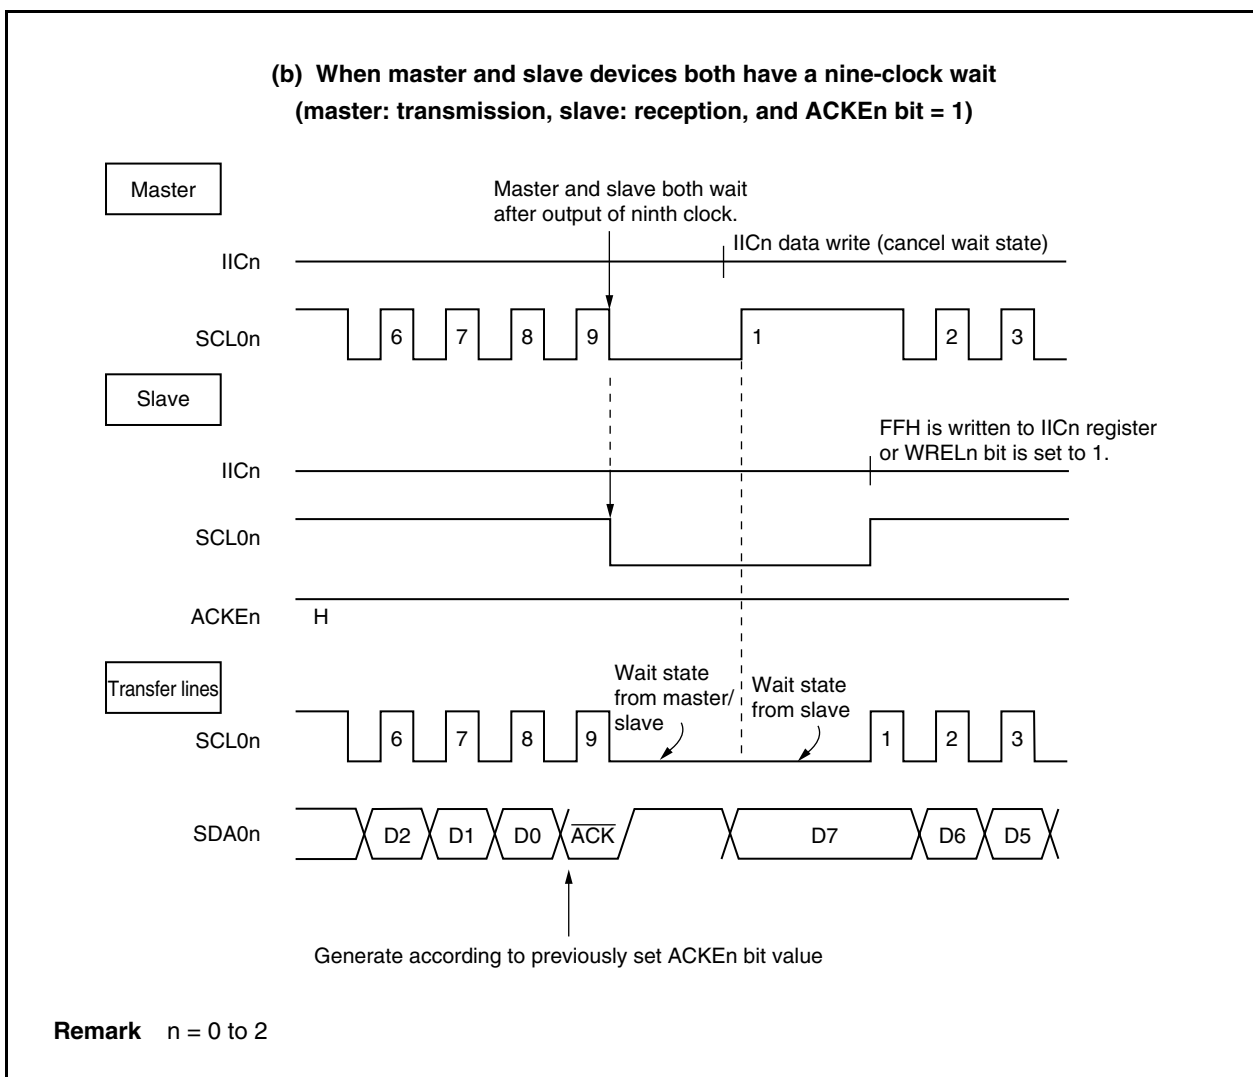 (b) When master and slave devices both have a nine-clock wait
(master: transmission, slave: reception, and ACKEn bit = 1)
Master
Master and slave both wait
after output of ninth clock.
IICn data write (cancel wait state)
IICn
SCL0n
6 7 8 9 1 2 3
Slave
FFH is written to IICn register
or WRELn bit is set to 1.
IICn
SCL0n
ACKEn
H
Transfer lines
Wait state
from master/
slave
Wait state
from slave
SCL0n
6 7 8 9 1 2 3
SDA0n
D2 D1 D0 A̅C̅K̅ D7 D6 D5
Generate according to previously set ACKEn bit value
Remark n = 0 to 2